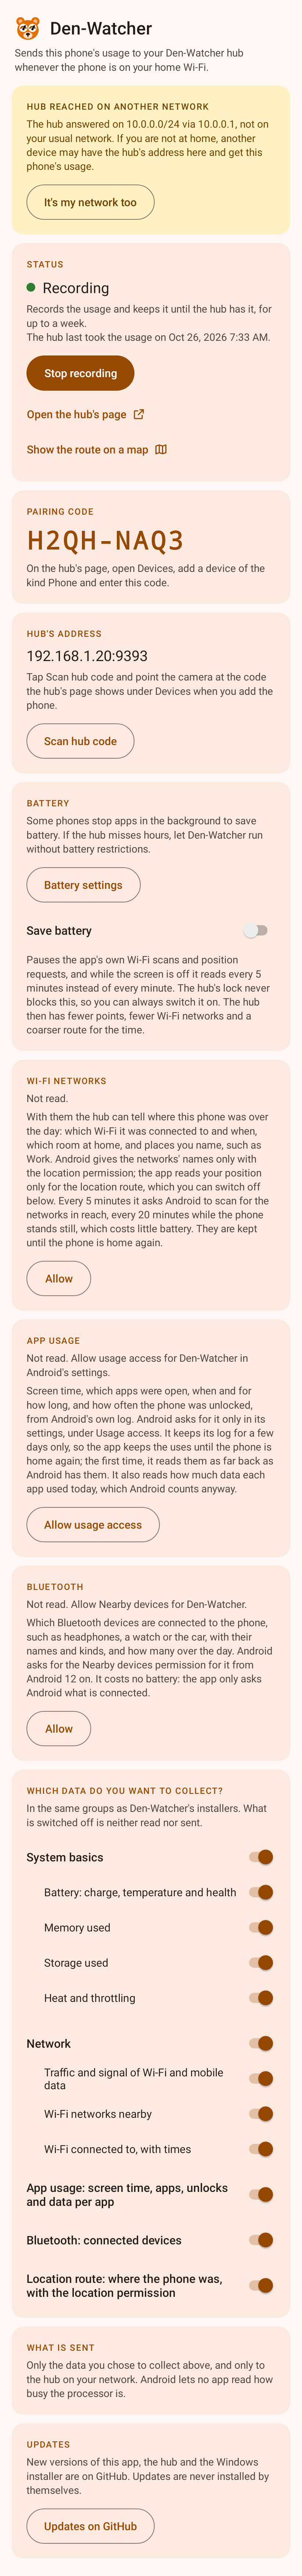 Den-Watcher
Sends this phone's usage to your Den-Watcher hub
whenever the phone is on your home Wi-Fi.
HUB REACHED ON ANOTHER NETWORK
The hub answered on 10.0.0.0/24 via 10.0.0.1, not on
your usual network. If you are not at home, another
device may have the hub's address here and get this
phone's usage.
It's my network too
STATUS
Recording
Records the usage and keeps it until the hub has it, for
up to a week.
The hub last took the usage on Oct 26, 2026 7:33 AM.
Stop recording
Open the hub's page
Show the route on a map
PAIRING CODE
H2QH-NAQ3
On the hub's page, open Devices, add a device of the
kind Phone and enter this code.
HUB'S ADDRESS
192.168.1.20:9393
Tap Scan hub code and point the camera at the code
the hub's page shows under Devices when you add the
phone.
Scan hub code
BATTERY
Some phones stop apps in the background to save
battery. If the hub misses hours, let Den-Watcher run
without battery restrictions.
Battery settings
Save battery
Pauses the app's own Wi-Fi scans and position
requests, and while the screen is off it reads every 5
minutes instead of every minute. The hub's lock never
blocks this, so you can always switch it on. The hub
then has fewer points, fewer Wi-Fi networks and a
coarser route for the time.
WI-FI NETWORKS
Not read.
With them the hub can tell where this phone was over
the day: which Wi-Fi it was connected to and when,
which room at home, and places you name, such as
Work. Android gives the networks' names only with
the location permission; the app reads your position
only for the location route, which you can switch off
below. Every 5 minutes it asks Android to scan for the
networks in reach, every 20 minutes while the phone
stands still, which costs little battery. They are kept
until the phone is home again.
Allow
APP USAGE
Not read. Allow usage access for Den-Watcher in
Android's settings.
Screen time, which apps were open, when and for
how long, and how often the phone was unlocked,
from Android's own log. Android asks for it only in its
settings, under Usage access. It keeps its log for a few
days only, so the app keeps the uses until the phone is
home again; the first time, it reads them as far back as
Android has them. It also reads how much data each
app used today, which Android counts anyway.
Allow usage access
BLUETOOTH
Not read. Allow Nearby devices for Den-Watcher.
Which Bluetooth devices are connected to the phone,
such as headphones, a watch or the car, with their
names and kinds, and how many over the day. Android
asks for the Nearby devices permission for it from
Android 12 on. It costs no battery: the app only asks
Android what is connected.
Allow
WHICH DATA DO YOU WANT TO COLLECT?
In the same groups as Den-Watcher's installers. What
is switched off is neither read nor sent.
System basics
Battery: charge, temperature and health
Memory used
Storage used
Heat and throttling
Network
Traffic and signal of Wi-Fi and mobile
data
Wi-Fi networks nearby
Wi-Fi connected to, with times
App usage: screen time, apps, unlocks
and data per app
Bluetooth: connected devices
Location route: where the phone was,
with the location permission
WHAT IS SENT
Only the data you chose to collect above, and only to
the hub on your network. Android lets no app read how
busy the processor is.
UPDATES
New versions of this app, the hub and the Windows
installer are on GitHub. Updates are never installed by
themselves.
Updates on GitHub